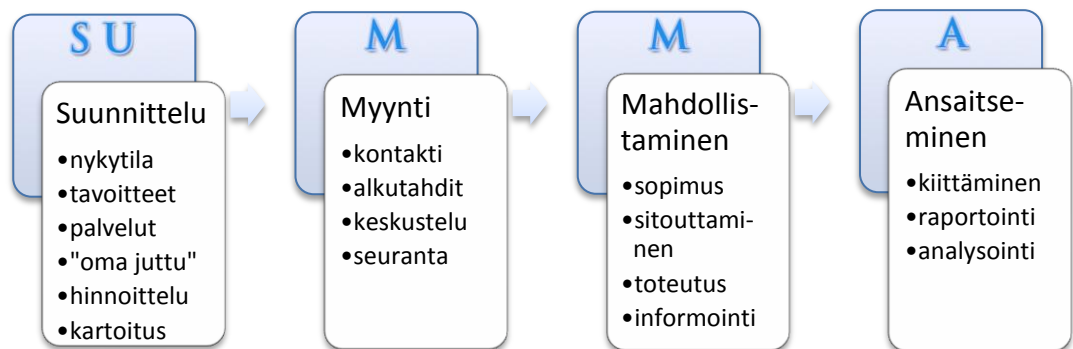 S U
Suunnittelu
•nykytila
•tavoitteet
•palvelut
•"oma juttu"
•hinnoittelu
•kartoitus
M
Myynti
•kontakti
•alkutahdit
•keskustelu
•seuranta
M
Mahdollis-
taminen
•sopimus
•sitouttami-
nen
•toteutus
•informointi
A
Ansaitse-
minen
•kiittäminen
•raportointi
•analysointi